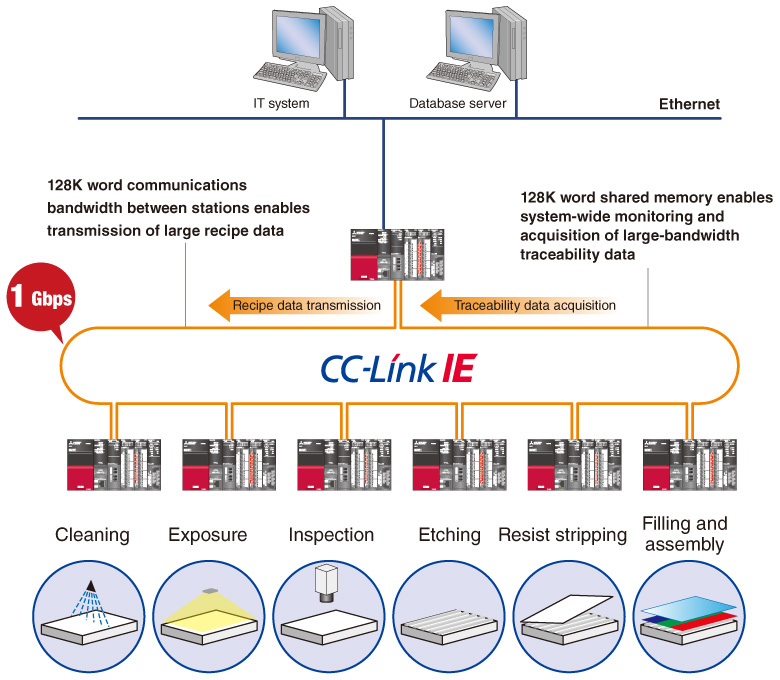 IT system
Database server
Ethernet
128K word communications
bandwidth between stations enables
transmission of large recipe data
128K word shared memory enables
system-wide monitoring and
acquisition of large-bandwidth
traceability data
1 Gbps
Recipe data transmission
Traceability data acquisition
CC-Link IE
Cleaning
Exposure
Inspection
Etching
Resist stripping
Filling and
assembly